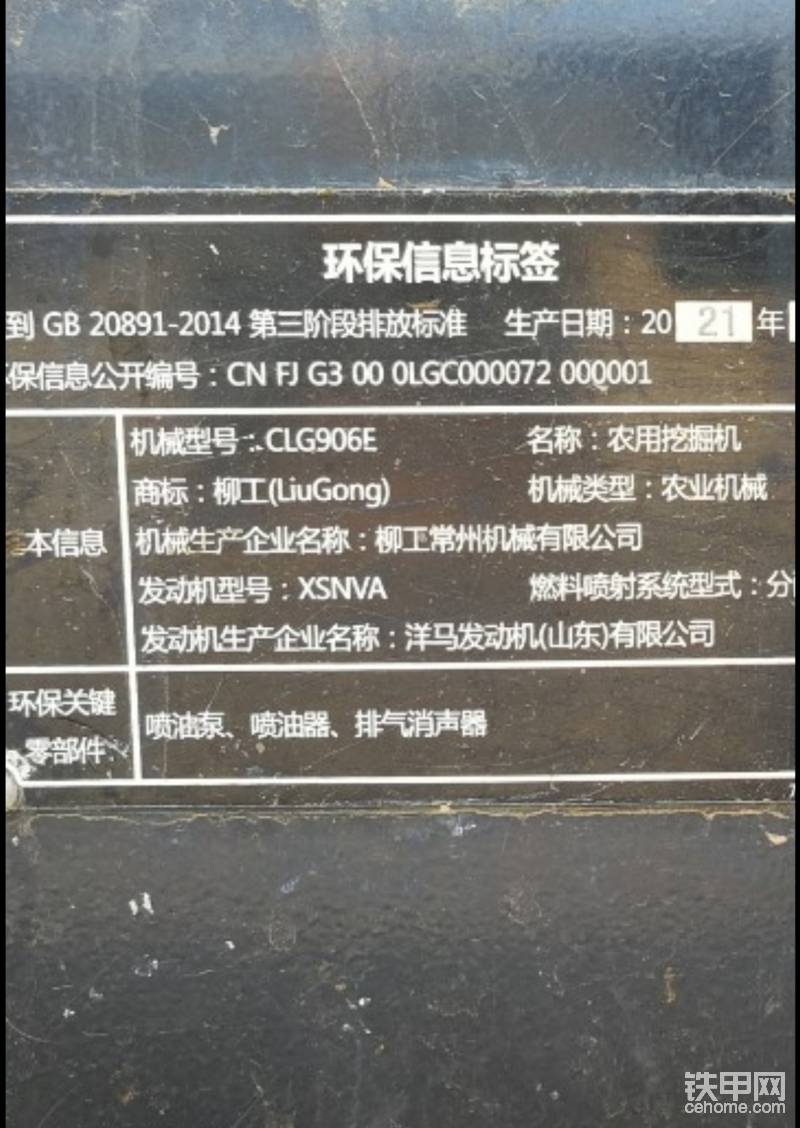 环保信息标签
到 GB 20891-2014 第三阶段排放标准 生产日期：20 21 年
保信息公开编号：CN FJ G3 00 0LGC000072 000001
本信息
机械型号：CLG906E 名称：农用挖掘机
商标：柳工(LiuGong) 机械类型：农业机械
机械生产企业名称：柳工常州机械有限公司
发动机型号：XSNVA 燃料喷射系统型式：分
发动机生产企业名称：洋马发动机(山东)有限公司
环保关键
零部件
喷油泵、喷油器、排气消声器
铁甲网
cehome.com